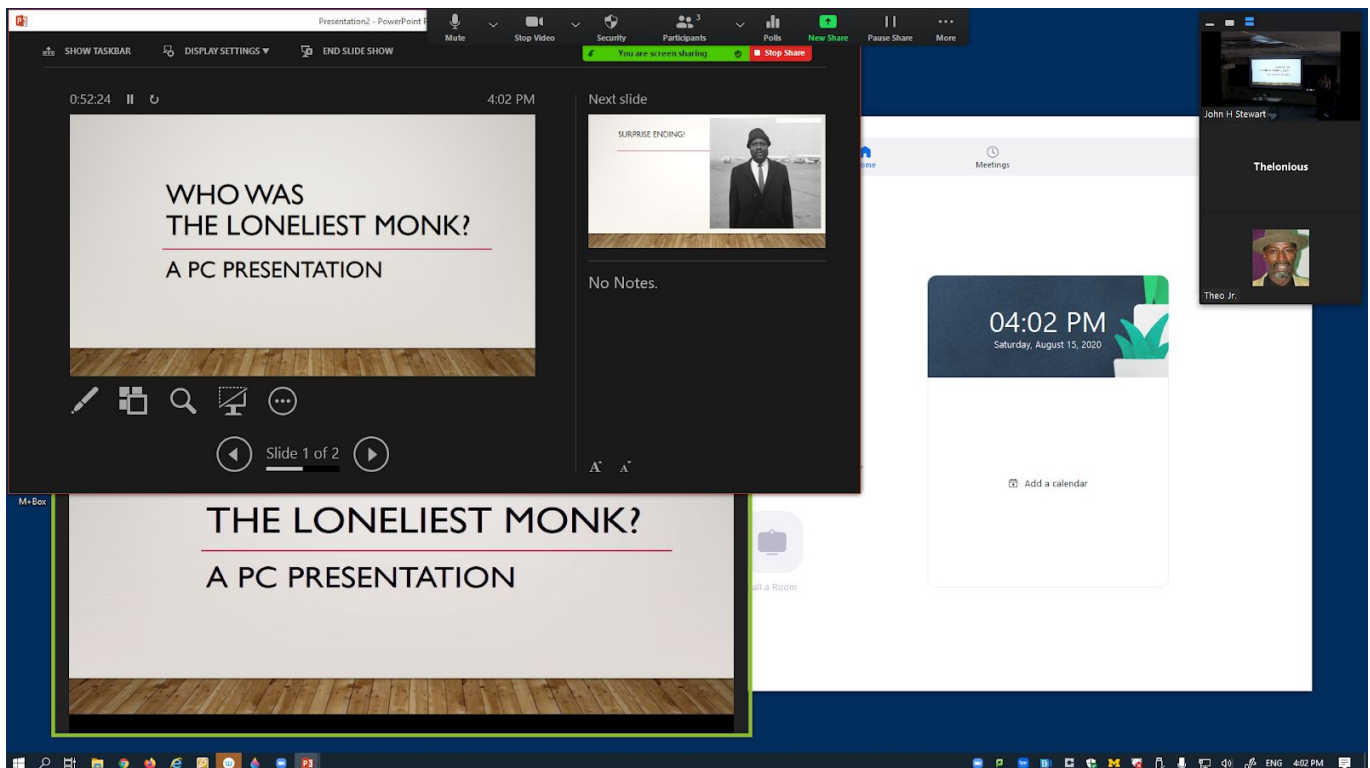 Presentation2 - PowerPoint
Mute
Stop Video
Security
3
Participants
Polls
New Share
Pause Share
More
SHOW TASKBAR
DISPLAY SETTINGS ▼
END SLIDE SHOW
You are screen sharing
Stop Share
0:52:24
4:02 PM
WHO WAS
THE LONELIEST MONK?
A PC PRESENTATION
Next slide
SURPRISE ENDING!
No Notes.
Slide 1 of 2
A A
Meetings
John H Stewart
Thelonious
Theo Jr.
04:02 PM
Saturday, August 15, 2020
Add a calendar
M+Box
THE LONELIEST MONK?
A PC PRESENTATION
all a Room
ENG 4:02 PM